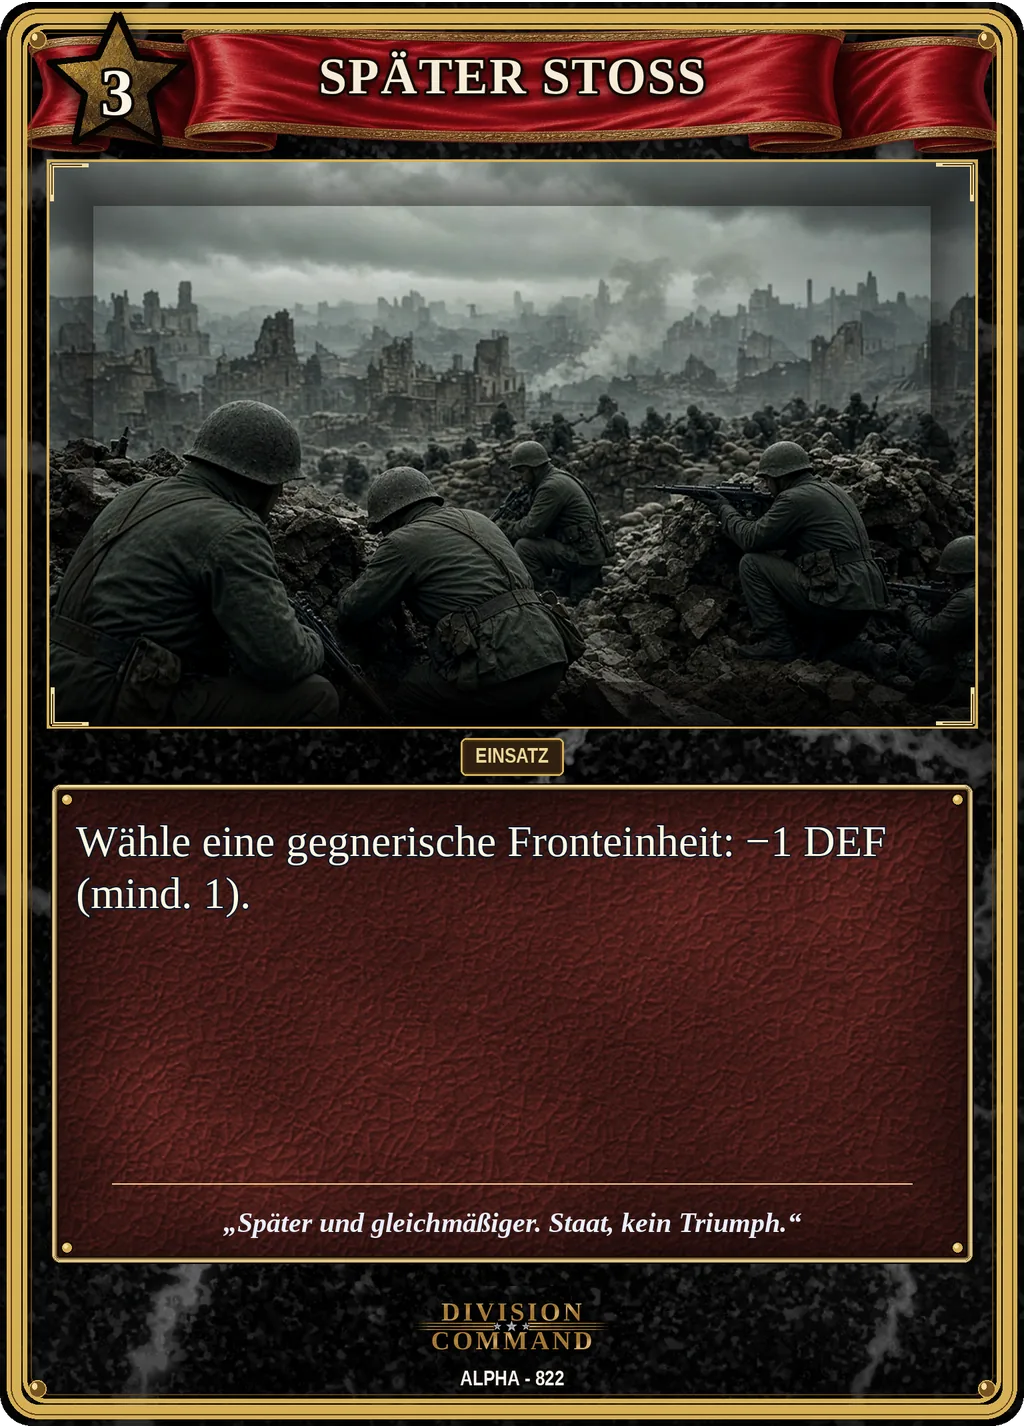 3
SPÄTER STOSS
EINSATZ
Wähle eine gegnerische Fronteinheit: −1 DEF
(mind. 1).
„Später und gleichmäßiger. Staat, kein Triumph.“
DIVISION
COMMAND
ALPHA - 822